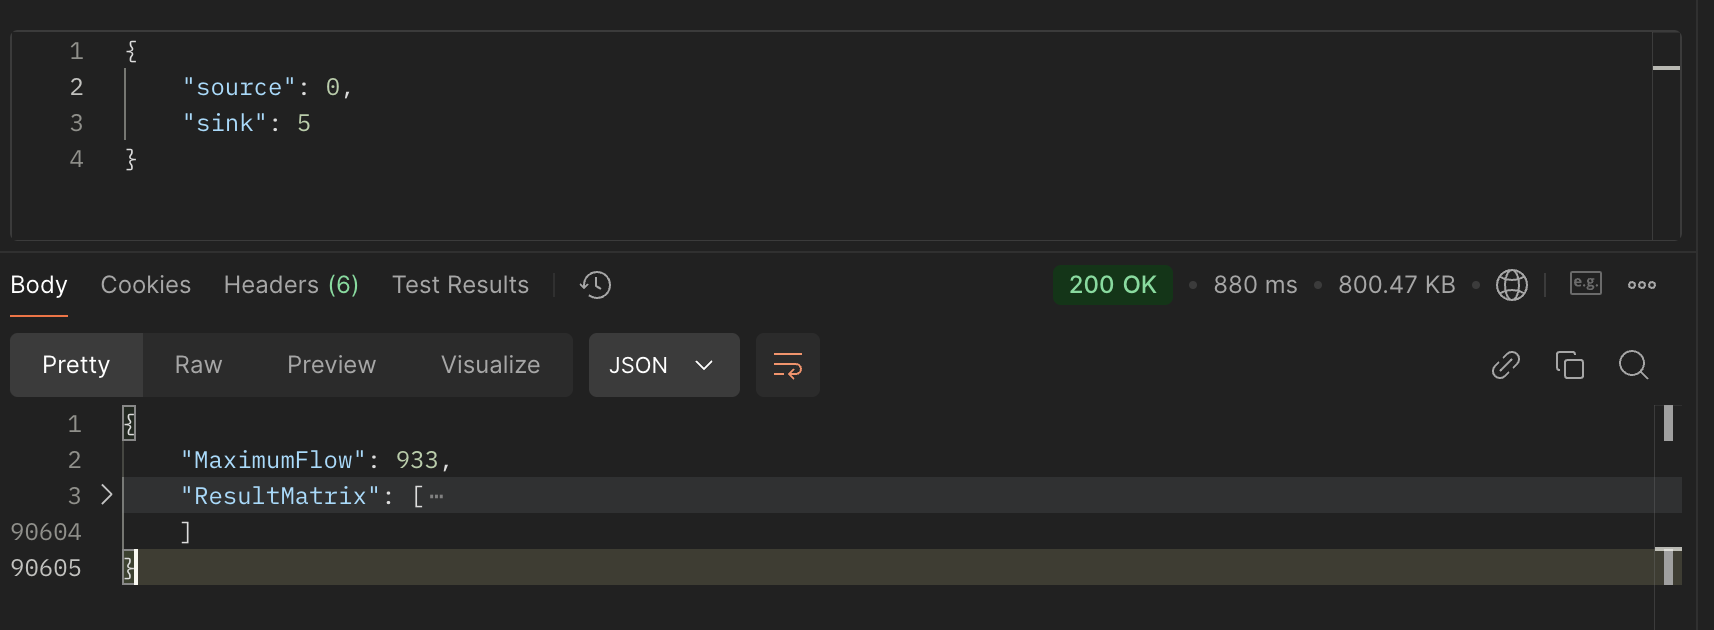 1 {
2 "source": 0,
3 "sink": 5
4 }
Body Cookies Headers (6) Test Results 200 OK • 880 ms • 800.47 KB • e.g.
Pretty Raw Preview Visualize JSON
1 {
2 "MaximumFlow": 933,
3 "ResultMatrix": [ ⋯
90604 ]
90605 }